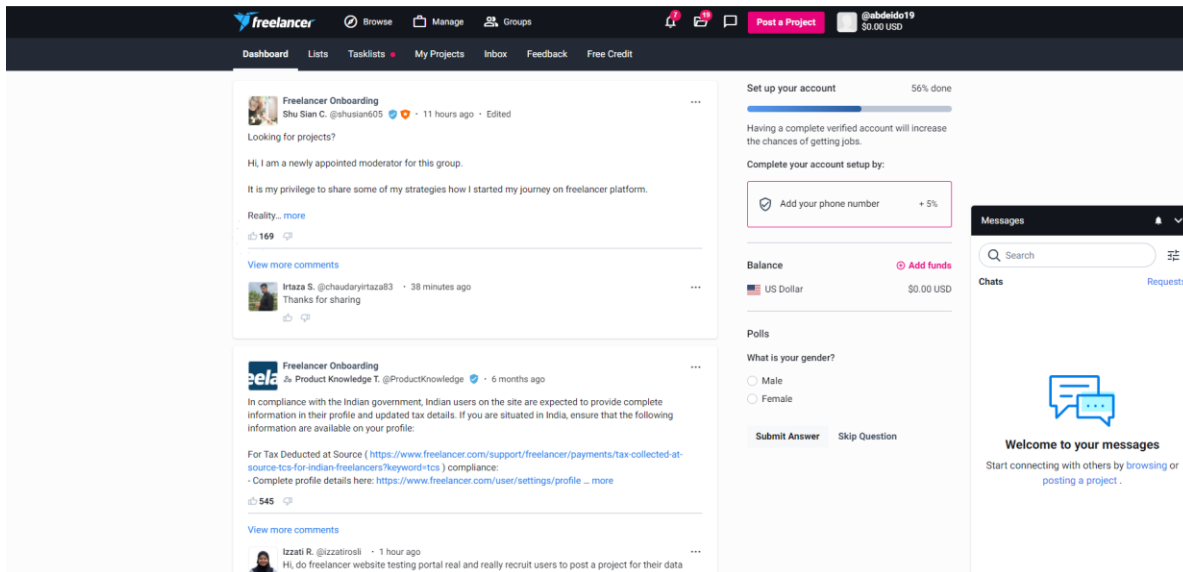 freelancer
Browse
Manage
Groups
7
19
Post a Project
@abdeido19
$0.00 USD
Dashboard
Lists
Tasklists
My Projects
Inbox
Feedback
Free Credit
Freelancer Onboarding
Shu Sian C. @shusian605 · 11 hours ago · Edited
Looking for projects?
Hi, I am a newly appointed moderator for this group.
It is my privilege to share some of my strategies how I started my journey on freelancer platform.
Reality... more
169
View more comments
Irtaza S. @chaudaryirtaza83 · 38 minutes ago
Thanks for sharing
eela
Freelancer Onboarding
Product Knowledge T. @ProductKnowledge · 6 months ago
In compliance with the Indian government, Indian users on the site are expected to provide complete
information in their profile and updated tax details. If you are situated in India, ensure that the following
information are available on your profile:
For Tax Deducted at Source ( https://www.freelancer.com/support/freelancer/payments/tax-collected-at-
source-tcs-for-indian-freelancers?keyword=tcs ) compliance:
- Complete profile details here: https://www.freelancer.com/user/settings/profile ... more
545
View more comments
Izzati R. @izzatirosli · 1 hour ago
Hi, do freelancer website testing portal real and really recruit users to post a project for their data
Set up your account
56% done
Having a complete verified account will increase
the chances of getting jobs.
Complete your account setup by:
Add your phone number
+ 5%
Balance
Add funds
US Dollar
$0.00 USD
Polls
What is your gender?
Male
Female
Submit Answer
Skip Question
Messages
Search
Chats
Requests
Welcome to your messages
Start connecting with others by browsing or
posting a project .